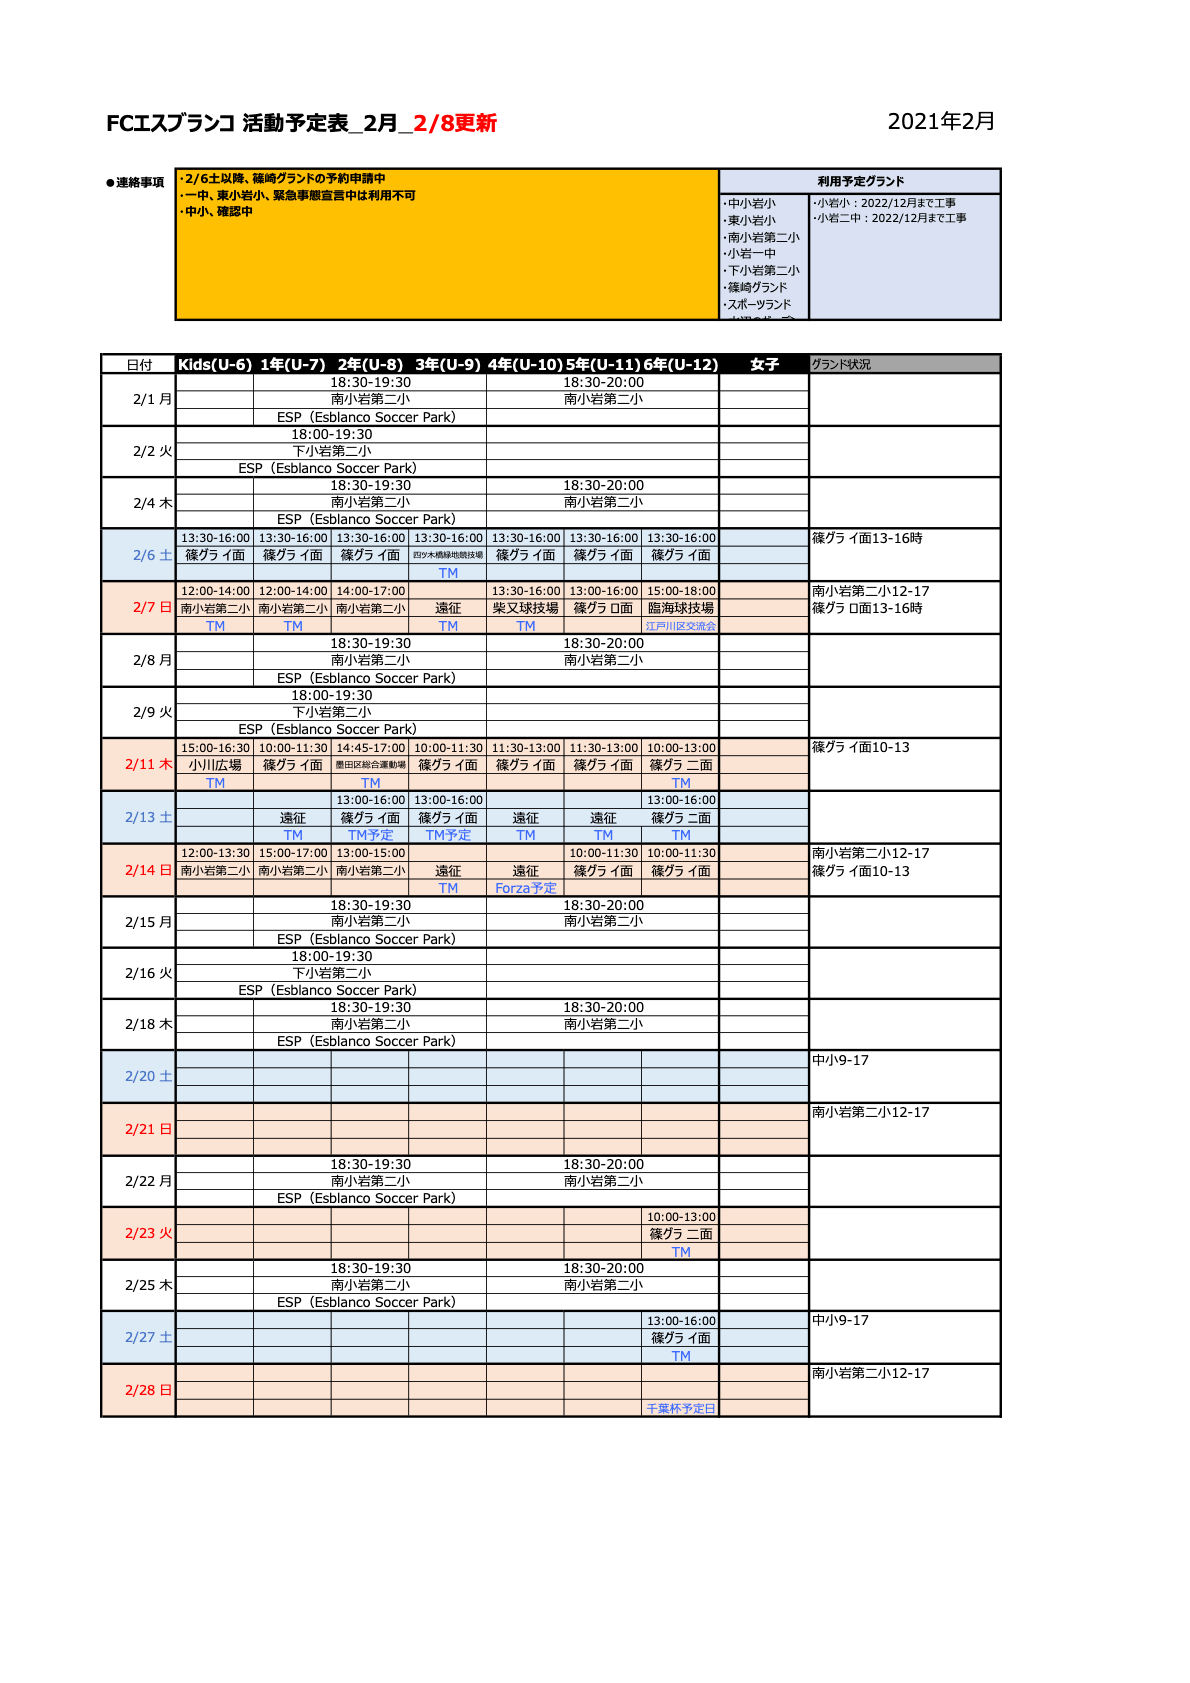 FCエスブランコ 活動予定表_2月_2/8更新
2021年2月
●連絡事項
・2/6土以降、篠崎グランドの予約申請中
・一中、東小岩小、緊急事態宣言中は利用不可
・中小、確認中
利用予定グランド
・中小岩小
・東小岩小
・南小岩第二小
・小岩一中
・下小岩第二小
・篠崎グランド
・スポーツランド
・小岩小：2022/12月まで工事
・小岩二中：2022/12月まで工事
日付 Kids(U-6) 1年(U-7) 2年(U-8) 3年(U-9) 4年(U-10) 5年(U-11) 6年(U-12) 女子 グランド状況
18:30-19:30 18:30-20:00
2/1 月 南小岩第二小 南小岩第二小
ESP（Esblanco Soccer Park）
18:00-19:30
2/2 火 下小岩第二小
ESP（Esblanco Soccer Park）
18:30-19:30 18:30-20:00
2/4 木 南小岩第二小 南小岩第二小
ESP（Esblanco Soccer Park）
13:30-16:00 13:30-16:00 13:30-16:00 13:30-16:00 13:30-16:00 13:30-16:00 13:30-16:00 篠グラ イ面13-16時
2/6 土 篠グラ イ面 篠グラ イ面 篠グラ イ面 四ツ木橋緑地競技場 篠グラ イ面 篠グラ イ面 篠グラ イ面
TM
12:00-14:00 12:00-14:00 14:00-17:00 13:30-16:00 13:00-16:00 15:00-18:00 南小岩第二小12-17
2/7 日 南小岩第二小 南小岩第二小 南小岩第二小 遠征 柴又球技場 篠グラ ロ面 臨海球技場 篠グラ ロ面13-16時
TM TM TM TM 江戸川区交流会
18:30-19:30 18:30-20:00
2/8 月 南小岩第二小 南小岩第二小
ESP（Esblanco Soccer Park）
18:00-19:30
2/9 火 下小岩第二小
ESP（Esblanco Soccer Park）
15:00-16:30 10:00-11:30 14:45-17:00 10:00-11:30 11:30-13:00 11:30-13:00 10:00-13:00 篠グラ イ面10-13
2/11 木 小川広場 篠グラ イ面 墨田区総合運動場 篠グラ イ面 篠グラ イ面 篠グラ イ面 篠グラ 二面
TM TM TM
13:00-16:00 13:00-16:00 13:00-16:00
2/13 土 遠征 篠グラ イ面 篠グラ イ面 遠征 遠征 篠グラ ニ面
TM TM予定 TM予定 TM TM TM
12:00-13:30 15:00-17:00 13:00-15:00 10:00-11:30 10:00-11:30 南小岩第二小12-17
2/14 日 南小岩第二小 南小岩第二小 南小岩第二小 遠征 遠征 篠グラ イ面 篠グラ イ面 篠グラ イ面10-13
TM Forza予定
18:30-19:30 18:30-20:00
2/15 月 南小岩第二小 南小岩第二小
ESP（Esblanco Soccer Park）
18:00-19:30
2/16 火 下小岩第二小
ESP（Esblanco Soccer Park）
18:30-19:30 18:30-20:00
2/18 木 南小岩第二小 南小岩第二小
ESP（Esblanco Soccer Park）
中小9-17
2/20 土
南小岩第二小12-17
2/21 日
18:30-19:30 18:30-20:00
2/22 月 南小岩第二小 南小岩第二小
ESP（Esblanco Soccer Park）
10:00-13:00
2/23 火 篠グラ 二面
TM
18:30-19:30 18:30-20:00
2/25 木 南小岩第二小 南小岩第二小
ESP（Esblanco Soccer Park）
13:00-16:00 中小9-17
2/27 土 篠グラ イ面
TM
南小岩第二小12-17
2/28 日
千葉杯予定日